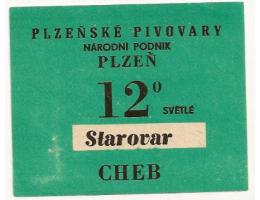 PLZEŇSKÉ PIVOVARY
NÁRODNÍ PODNIK
PLZEŇ
12° SVĚTLÉ
Starovar
CHEB